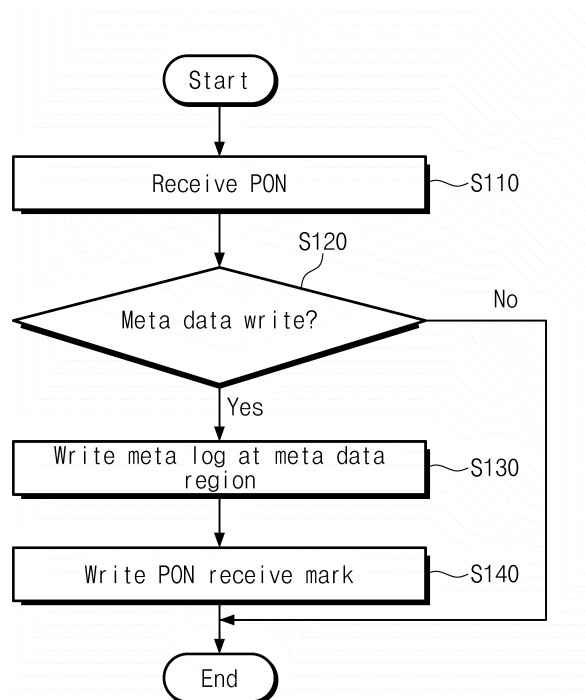 Start
Receive PON
S110
S120
Meta data write?
No
Yes
Write meta log at meta data
region
S130
Write PON receive mark
S140
End